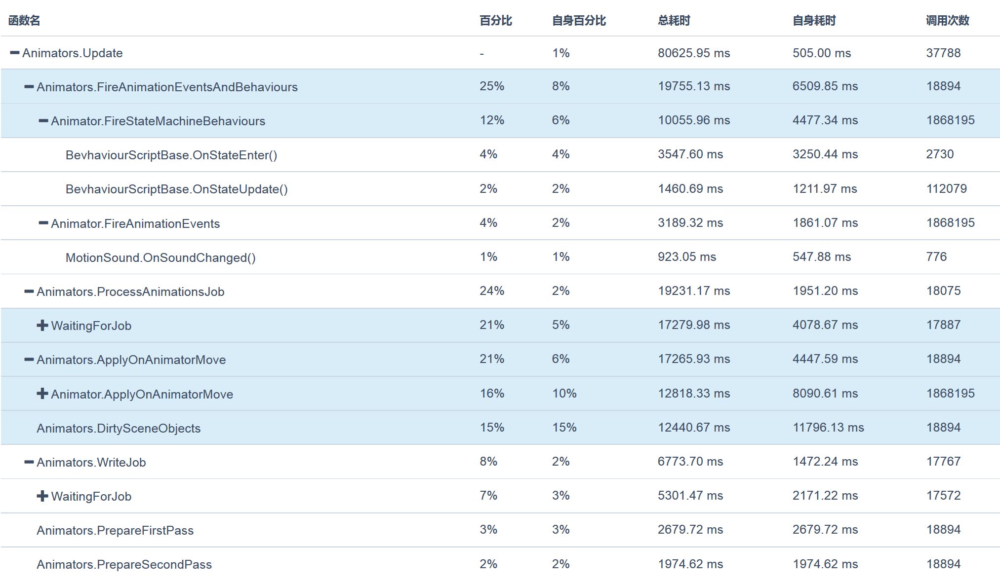 函数名 百分比 自身百分比 总耗时 自身耗时 调用次数
Animators.Update - 1% 80625.95 ms 505.00 ms 37788
Animators.FireAnimationEventsAndBehaviours 25% 8% 19755.13 ms 6509.85 ms 18894
Animator.FireStateMachineBehaviours 12% 6% 10055.96 ms 4477.34 ms 1868195
BevhaviourScriptBase.OnStateEnter() 4% 4% 3547.60 ms 3250.44 ms 2730
BevhaviourScriptBase.OnStateUpdate() 2% 2% 1460.69 ms 1211.97 ms 112079
Animator.FireAnimationEvents 4% 2% 3189.32 ms 1861.07 ms 1868195
MotionSound.OnSoundChanged() 1% 1% 923.05 ms 547.88 ms 776
Animators.ProcessAnimationsJob 24% 2% 19231.17 ms 1951.20 ms 18075
WaitingForJob 21% 5% 17279.98 ms 4078.67 ms 17887
Animators.ApplyOnAnimatorMove 21% 6% 17265.93 ms 4447.59 ms 18894
Animator.ApplyOnAnimatorMove 16% 10% 12818.33 ms 8090.61 ms 1868195
Animators.DirtySceneObjects 15% 15% 12440.67 ms 11796.13 ms 18894
Animators.WriteJob 8% 2% 6773.70 ms 1472.24 ms 17767
WaitingForJob 7% 3% 5301.47 ms 2171.22 ms 17572
Animators.PrepareFirstPass 3% 3% 2679.72 ms 2679.72 ms 18894
Animators.PrepareSecondPass 2% 2% 1974.62 ms 1974.62 ms 18894